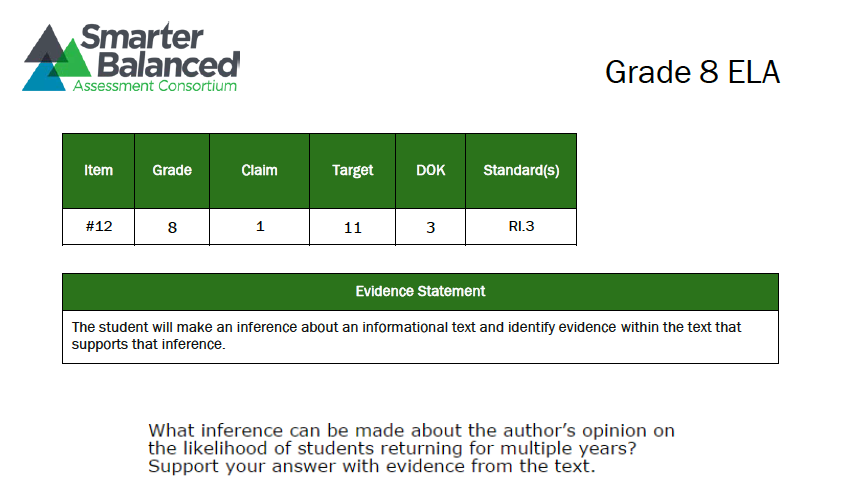 Smarter
Balanced
Assessment Consortium
Grade 8 ELA
Item Grade Claim Target DOK Standard(s)
#12 8 1 11 3 RI.3
Evidence Statement
The student will make an inference about an informational text and identify evidence within the text that
supports that inference.
What inference can be made about the author's opinion on
the likelihood of students returning for multiple years?
Support your answer with evidence from the text.